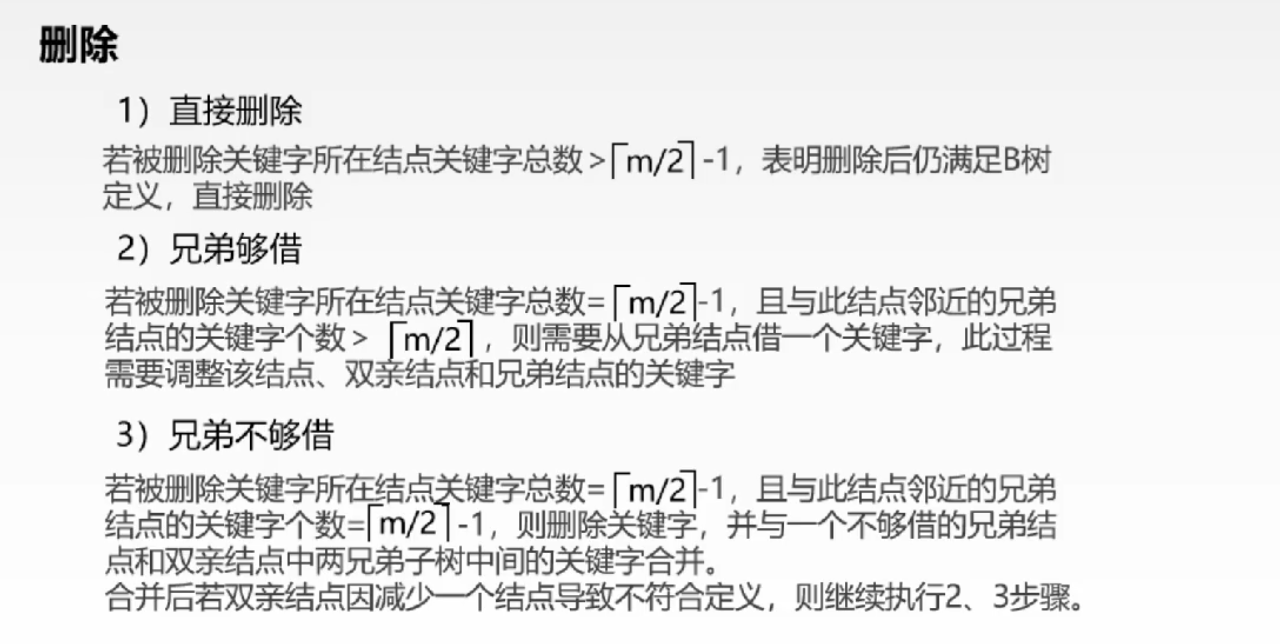 删除
1）直接删除
若被删除关键字所在结点关键字总数>⌈m/2⌉-1，表明删除后仍满足B树
定义，直接删除
2）兄弟够借
若被删除关键字所在结点关键字总数=⌈m/2⌉-1，且与此结点邻近的兄弟
结点的关键字个数> ⌈m/2⌉，则需要从兄弟结点借一个关键字，此过程
需要调整该结点、双亲结点和兄弟结点的关键字
3）兄弟不够借
若被删除关键字所在结点关键字总数=⌈m/2⌉-1，且与此结点邻近的兄弟
结点的关键字个数=⌈m/2⌉-1，则删除关键字，并与一个不够借的兄弟结
点和双亲结点中两兄弟子树中间的关键字合并。
合并后若双亲结点因减少一个结点导致不符合定义，则继续执行2、3步骤。